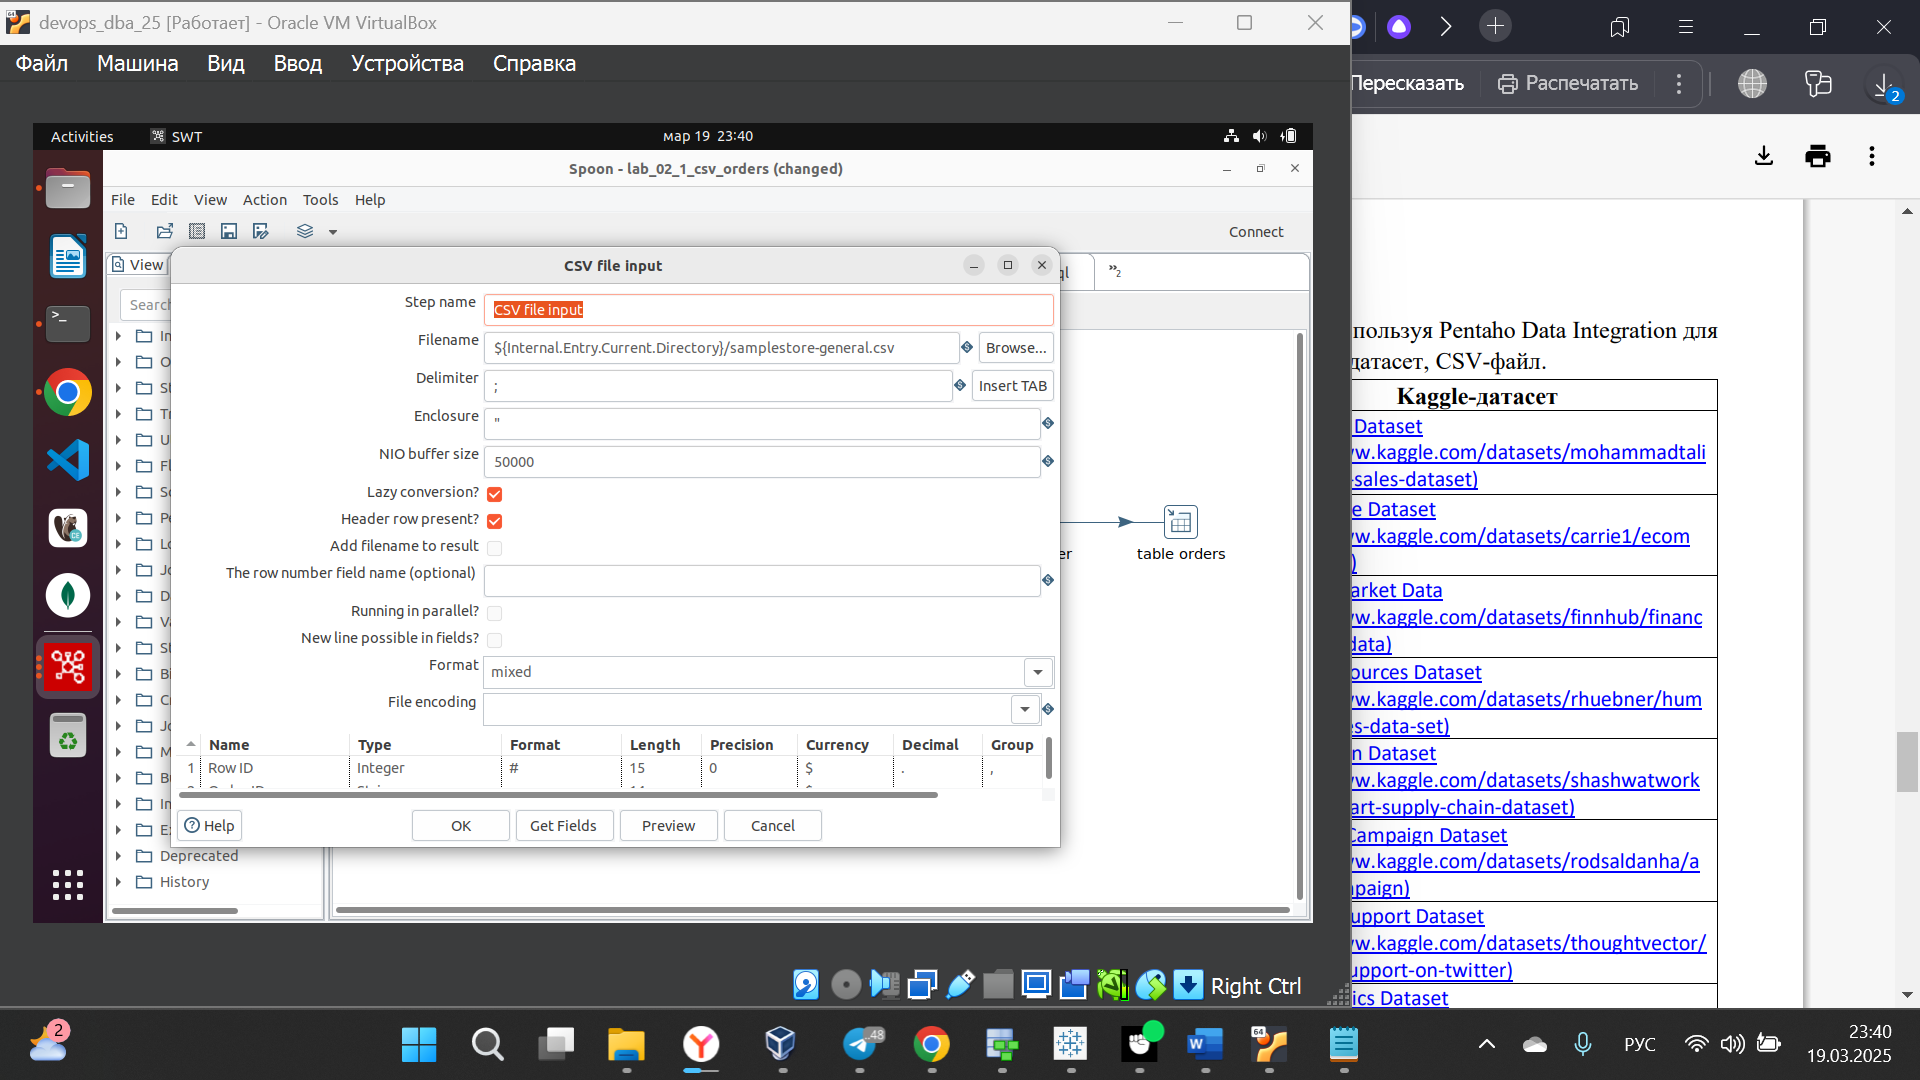 devops_dba_25 [Работает] - Oracle VM VirtualBox
Файл Машина Вид Ввод Устройства Справка
Activities SWT мар 19 23:40
Spoon - lab_02_1_csv_orders (changed)
File Edit View Action Tools Help
Connect
View
CSV file input
Step name CSV file input
Filename ${Internal.Entry.Current.Directory}/samplestore-general.csv Browse...
Delimiter ; Insert TAB
Enclosure "
NIO buffer size 50000
Lazy conversion?
Header row present?
Add filename to result
The row number field name (optional)
Running in parallel?
New line possible in fields?
Format mixed
File encoding
Name Type Format Length Precision Currency Decimal Group
1 Row ID Integer # 15 0 $ . ,
Help OK Get Fields Preview Cancel
Deprecated
History
table orders
Right Ctrl
Пересказать Распечатать
2
пользуя Pentaho Data Integration для
датасет, CSV-файл.
Kaggle-датасет
Dataset
w.kaggle.com/datasets/mohammadtali
-sales-dataset)
e Dataset
w.kaggle.com/datasets/carrie1/ecom
)
arket Data
w.kaggle.com/datasets/finnhub/financ
data)
ources Dataset
w.kaggle.com/datasets/rhuebner/hum
es-data-set)
n Dataset
w.kaggle.com/datasets/shashwatwork
art-supply-chain-dataset)
Campaign Dataset
w.kaggle.com/datasets/rodsaldanha/a
npaign)
upport Dataset
w.kaggle.com/datasets/thoughtvector/
upport-on-twitter)
ics Dataset
2
48
РУС
23:40
19.03.2025